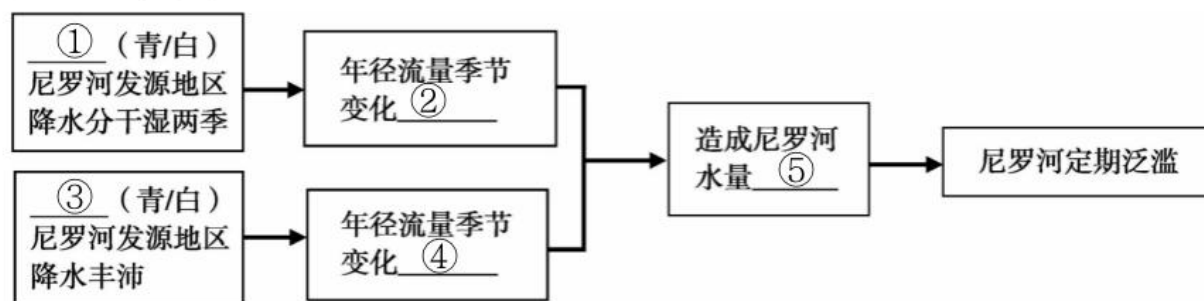 ①（青/白）
尼罗河发源地区
降水分干湿两季
年径流量季节
变化②
③（青/白）
尼罗河发源地区
降水丰沛
年径流量季节
变化④
造成尼罗河
水量⑤
尼罗河定期泛滥